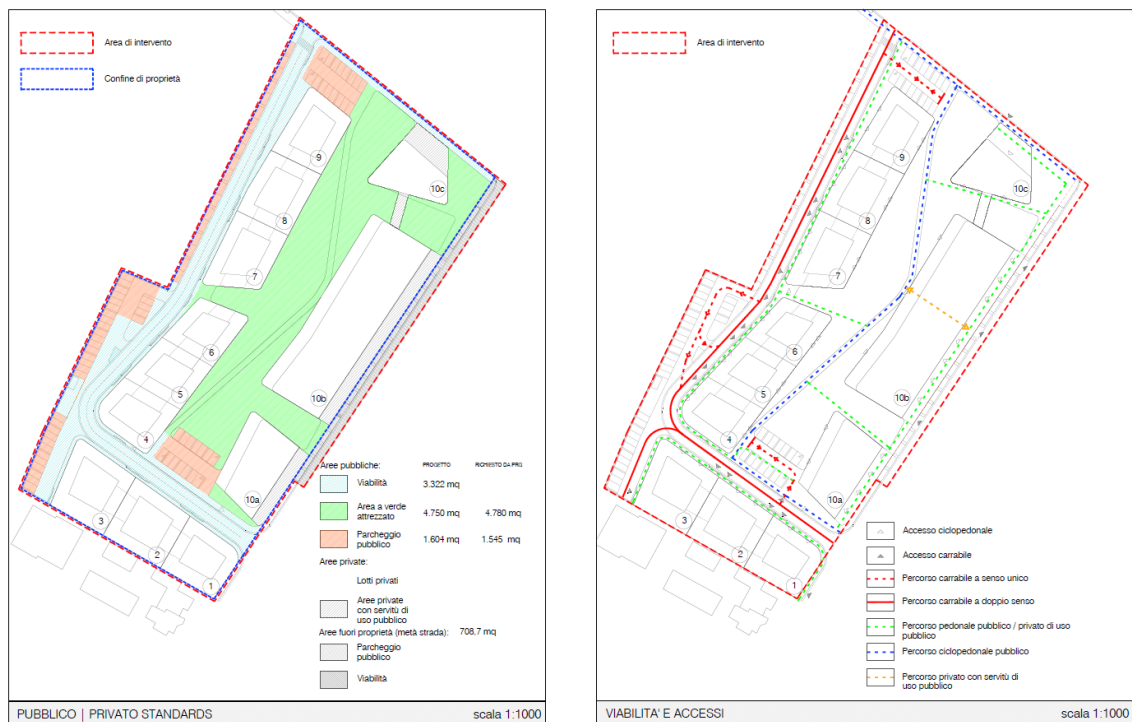 Area di intervento
Confine di proprietà
9
8
7
6
5
4
3
2
1
10c
10b
10a
Aree pubbliche: PROGETTO RICHIESTO DA PRG
Viabilità 3.322 mq
Area a verde
attrezzato 4.750 mq 4.780 mq
Parcheggio
pubblico 1.604 mq 1.545 mq
Aree private:
Lotti privati
Aree private
con servitù di
uso pubblico
Aree fuori proprietà (metà strada): 708,7 mq
Parcheggio
pubblico
Viabilità
PUBBLICO | PRIVATO STANDARDS scala 1:1000
Area di intervento
9
8
7
6
5
4
3
2
1
10c
10b
10a
Accesso ciclopedonale
Accesso carrabile
Percorso carrabile a senso unico
Percorso carrabile a doppio senso
Percorso pedonale pubblico / privato di uso
pubblico
Percorso ciclopedonale pubblico
Percorso privato con servitù di
uso pubblico
VIABILITA' E ACCESSI scala 1:1000